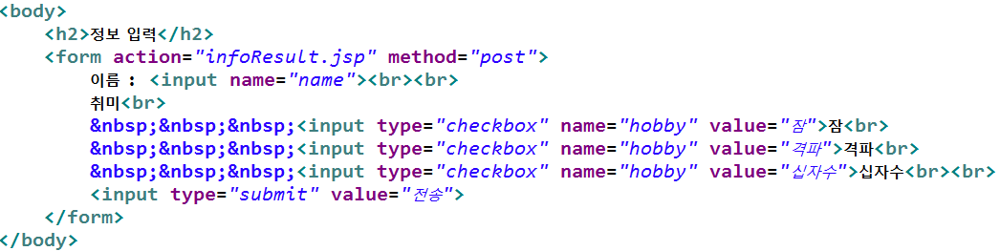 <body>
<h2>정보 입력</h2>
<form action="infoResult.jsp" method="post">
이름 : <input name="name"><br><br>
취미<br>
&nbsp;&nbsp;&nbsp;<input type="checkbox" name="hobby" value="잠">잠<br>
&nbsp;&nbsp;&nbsp;<input type="checkbox" name="hobby" value="격파">격파<br>
&nbsp;&nbsp;&nbsp;<input type="checkbox" name="hobby" value="십자수">십자수<br><br>
<input type="submit" value="전송">
</form>
</body>